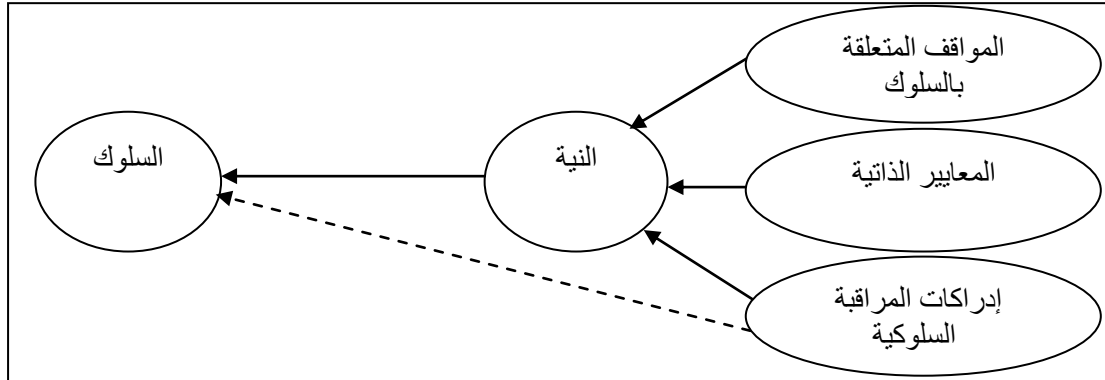 المواقف المتعلقة
بالسلوك
السلوك
النية
المعايير الذاتية
إدراكات المراقبة
السلوكية